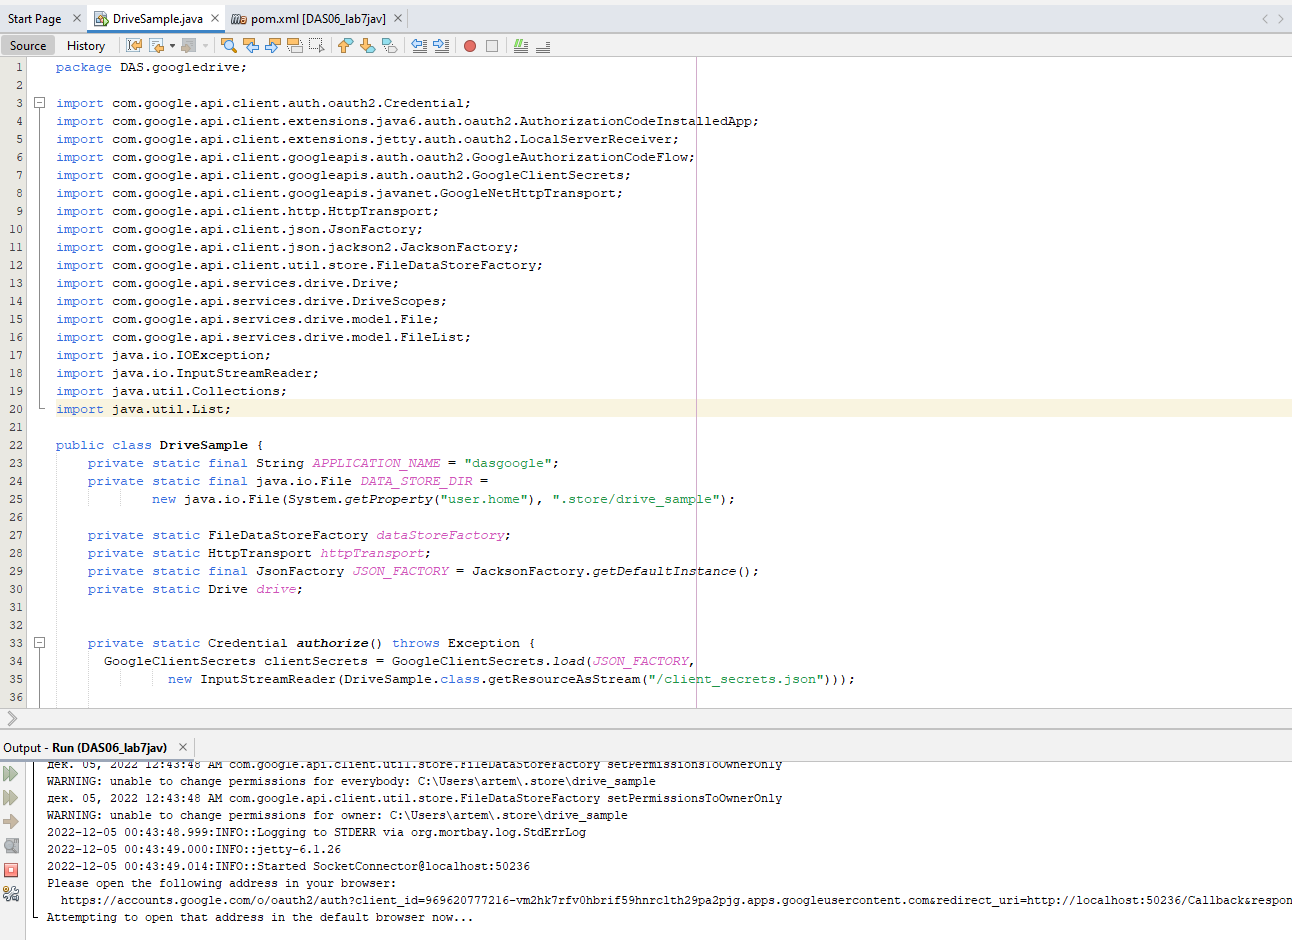 Start Page
DriveSample.java
pom.xml [DAS06_lab7jav]
Source History
1 package DAS.googledrive;
2
3 import com.google.api.client.auth.oauth2.Credential;
4 import com.google.api.client.extensions.java6.auth.oauth2.AuthorizationCodeInstalledApp;
5 import com.google.api.client.extensions.jetty.auth.oauth2.LocalServerReceiver;
6 import com.google.api.client.googleapis.auth.oauth2.GoogleAuthorizationCodeFlow;
7 import com.google.api.client.googleapis.auth.oauth2.GoogleClientSecrets;
8 import com.google.api.client.googleapis.javanet.GoogleNetHttpTransport;
9 import com.google.api.client.http.HttpTransport;
10 import com.google.api.client.json.JsonFactory;
11 import com.google.api.client.json.jackson2.JacksonFactory;
12 import com.google.api.client.util.store.FileDataStoreFactory;
13 import com.google.api.services.drive.Drive;
14 import com.google.api.services.drive.DriveScopes;
15 import com.google.api.services.drive.model.File;
16 import com.google.api.services.drive.model.FileList;
17 import java.io.IOException;
18 import java.io.InputStreamReader;
19 import java.util.Collections;
20 import java.util.List;
21
22 public class DriveSample {
23 private static final String APPLICATION_NAME = "dasgoogle";
24 private static final java.io.File DATA_STORE_DIR =
25 new java.io.File(System.getProperty("user.home"), ".store/drive_sample");
26
27 private static FileDataStoreFactory dataStoreFactory;
28 private static HttpTransport httpTransport;
29 private static final JsonFactory JSON_FACTORY = JacksonFactory.getDefaultInstance();
30 private static Drive drive;
31
32
33 private static Credential authorize() throws Exception {
34 GoogleClientSecrets clientSecrets = GoogleClientSecrets.load(JSON_FACTORY,
35 new InputStreamReader(DriveSample.class.getResourceAsStream("/client_secrets.json")));
36
Output - Run (DAS06_lab7jav)
дек. 05, 2022 12:43:48 AM com.google.api.client.util.store.FileDataStoreFactory setPermissionsToOwnerOnly
WARNING: unable to change permissions for everybody: C:\Users\artem\.store\drive_sample
дек. 05, 2022 12:43:48 AM com.google.api.client.util.store.FileDataStoreFactory setPermissionsToOwnerOnly
WARNING: unable to change permissions for owner: C:\Users\artem\.store\drive_sample
2022-12-05 00:43:48.999:INFO::Logging to STDERR via org.mortbay.log.StdErrLog
2022-12-05 00:43:49.000:INFO::jetty-6.1.26
2022-12-05 00:43:49.014:INFO::Started SocketConnector@localhost:50236
Please open the following address in your browser:
https://accounts.google.com/o/oauth2/auth?client_id=969620777216-vm2hk7rfv0hbrif59hnrclth29pa2pjg.apps.googleusercontent.com&redirect_uri=http://localhost:50236/Callback&respon
Attempting to open that address in the default browser now...